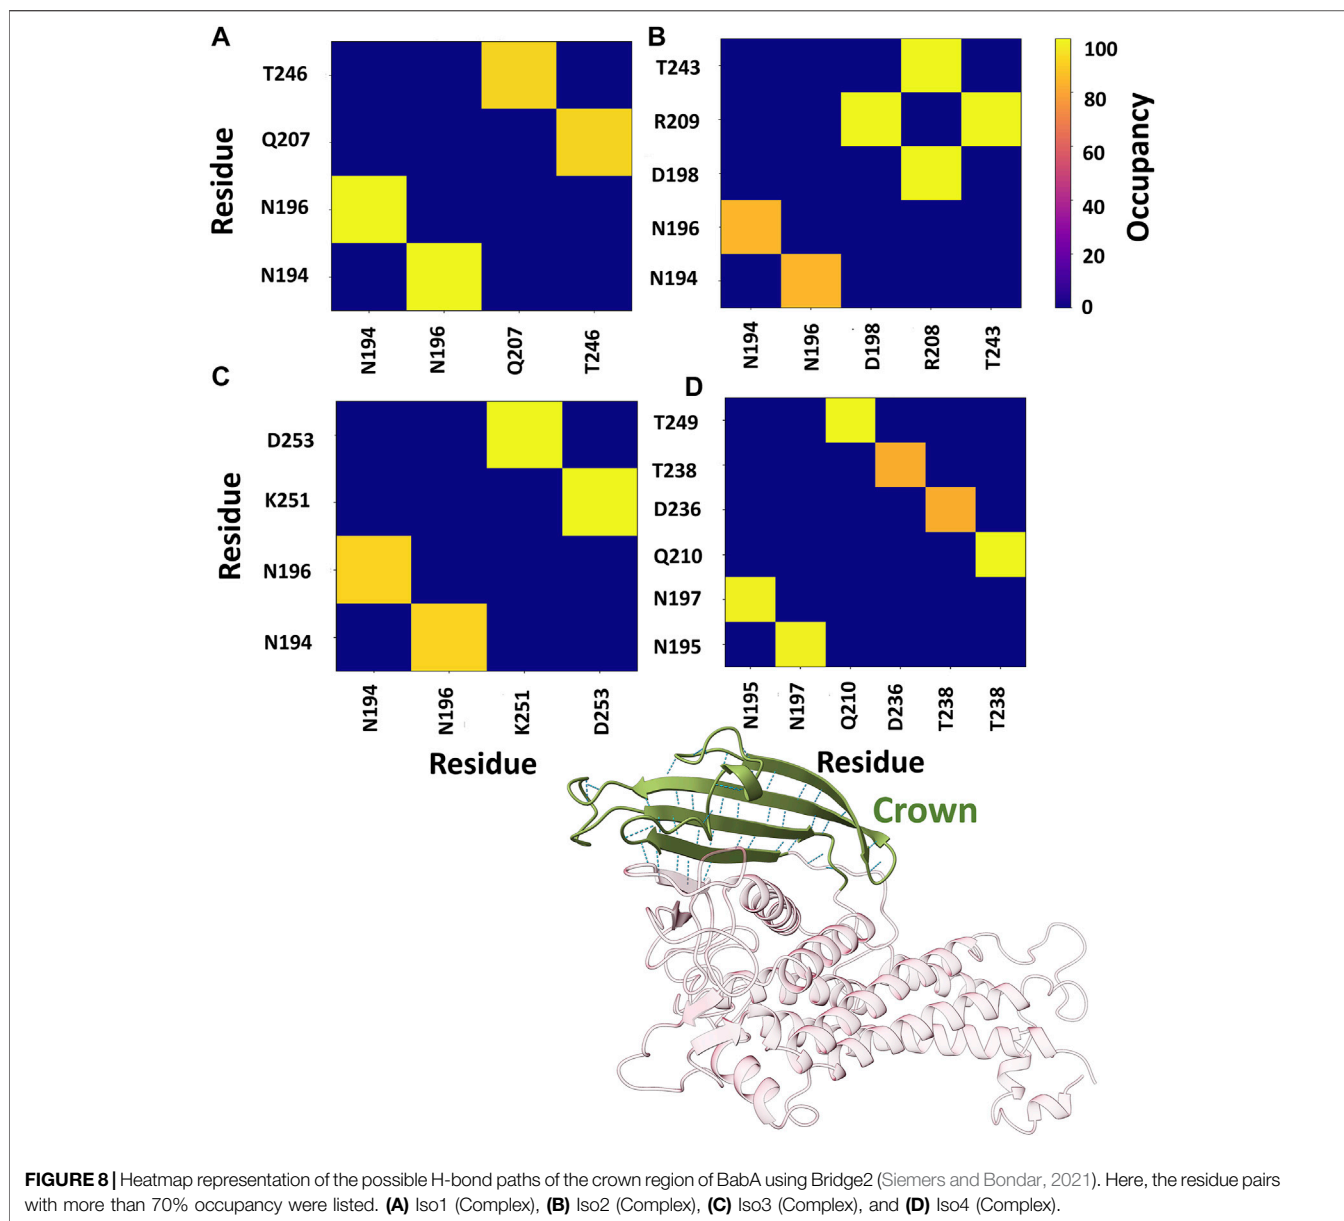 A
T246
Q207
N196
N194
Residue
N194
N196
Q207
T246
B
T243
R209
D198
N196
N194
N194
N196
D198
R208
T243
100
80
60
40
20
0
Occupancy
C
D253
K251
N196
N194
Residue
N194
N196
K251
D253
Residue
D
T249
T238
D236
Q210
N197
N195
N195
N197
Q210
D236
T238
T238
Residue
Crown
FIGURE 8 | Heatmap representation of the possible H-bond paths of the crown region of BabA using Bridge2 (Siemers and Bondar, 2021). Here, the residue pairs
with more than 70% occupancy were listed. (A) Iso1 (Complex), (B) Iso2 (Complex), (C) Iso3 (Complex), and (D) Iso4 (Complex).